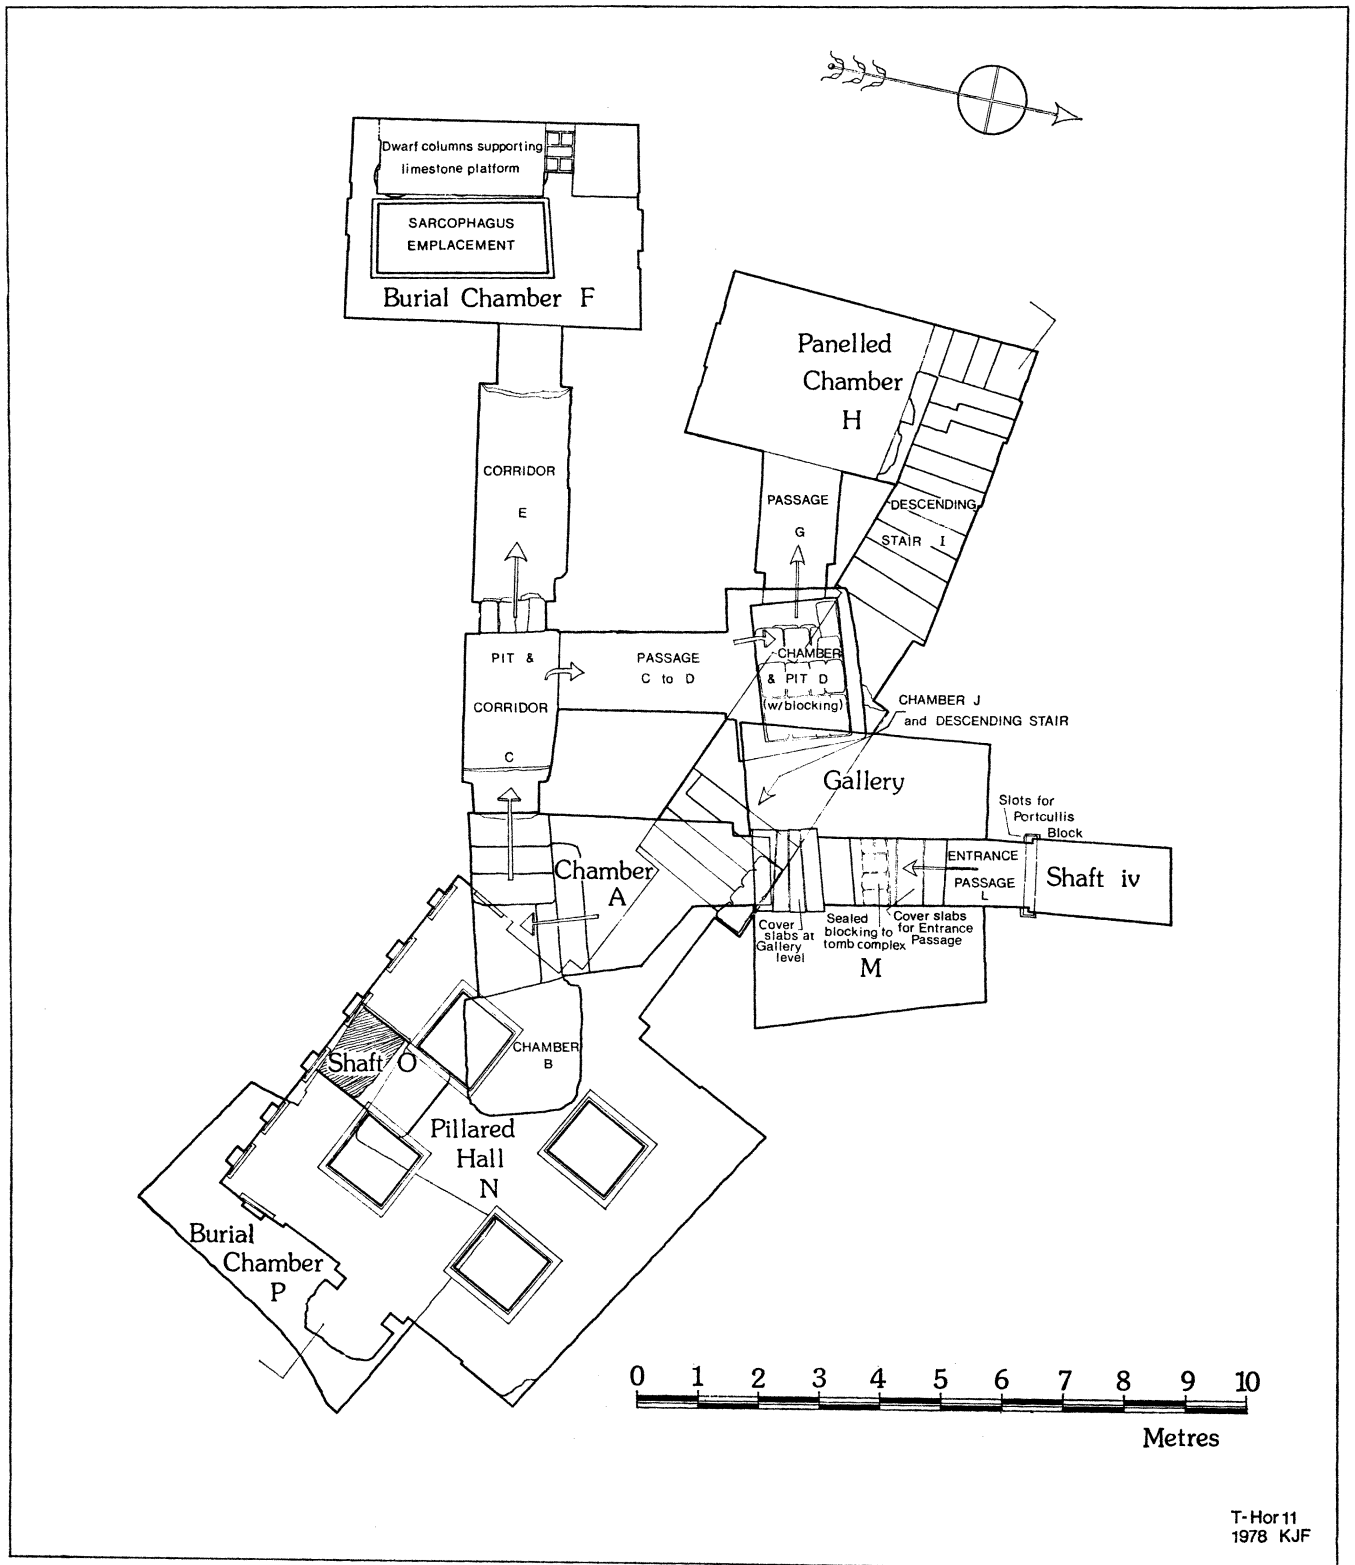 Dwarf columns supporting
limestone platform
SARCOPHAGUS
EMPLACEMENT
Burial Chamber F
Panelled
Chamber
H
CORRIDOR
E
PASSAGE
G
DESCENDING
STAIR I
PIT &
CORRIDOR
C
PASSAGE
C to D
CHAMBER
& PIT D
(w/blocking)
CHAMBER J
and DESCENDING STAIR
Gallery
Slots for
Portcullis
Block
ENTRANCE
PASSAGE
L
Shaft iv
Chamber
A
Cover
slabs at
Gallery
level
Sealed
blocking to
tomb complex
Cover slabs
for Entrance
Passage
M
CHAMBER
B
Shaft O
Pillared
Hall
N
Burial
Chamber
P
0 1 2 3 4 5 6 7 8 9 10
Metres
T-Hor 11
1978 KJF